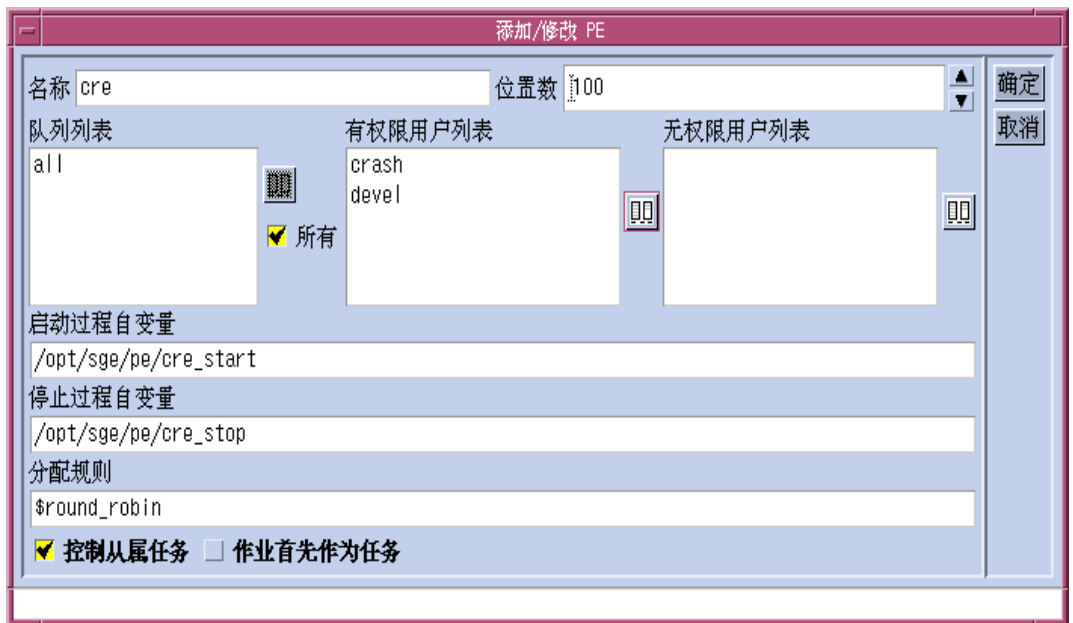 添加/修改 PE
名称 cre 位置数 100
确定
取消
队列列表 有权限用户列表 无权限用户列表
all
crash
devel
所有
启动过程自变量
/opt/sge/pe/cre_start
停止过程自变量
/opt/sge/pe/cre_stop
分配规则
$round_robin
控制从属任务 作业首先作为任务